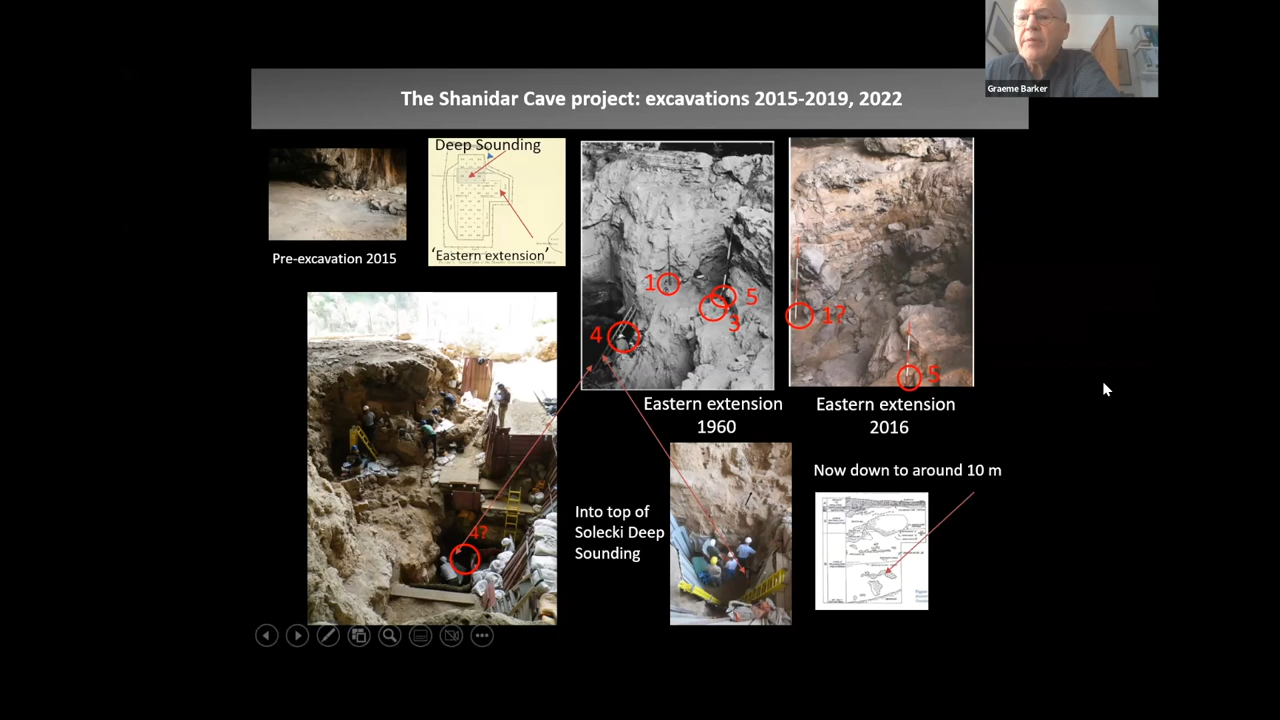 Graeme Barker
The Shanidar Cave project: excavations 2015-2019, 2022
Deep Sounding
'Eastern extension'
Pre-excavation 2015
1
5
3
4
1?
5
Eastern extension
1960
Eastern extension
2016
4?
Into top of
Solecki Deep
Sounding
Now down to around 10 m